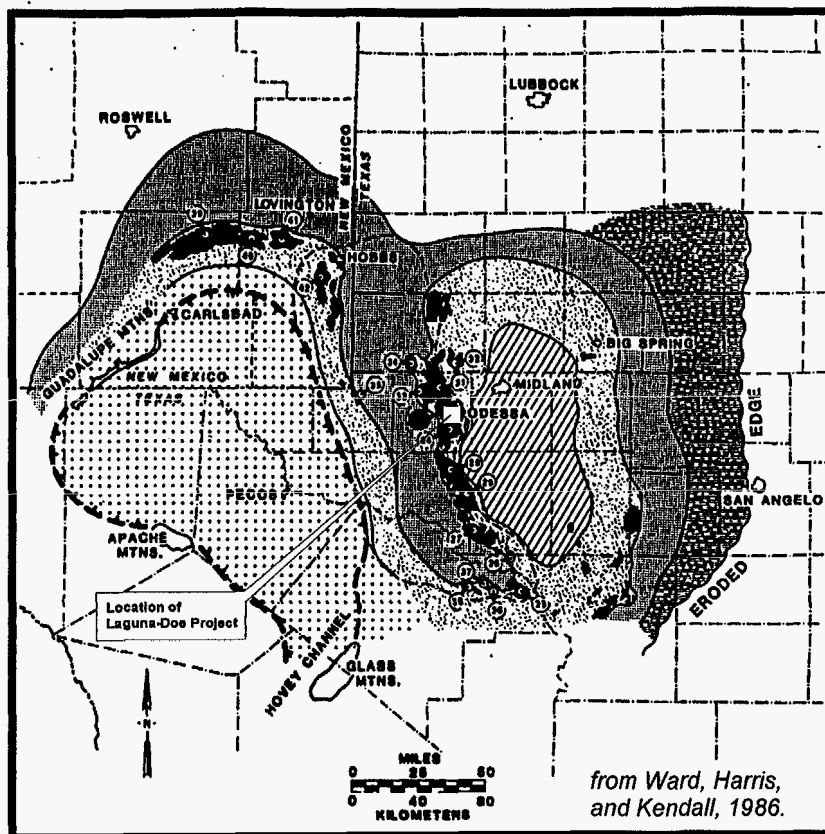 LUBBOCK
ROSWELL
NEW MEXICO
TEXAS
LOVINGTON
39
41
HOBBS
GUADALUPE MTNS.
CARLSBAD
BIG SPRING
NEW MEXICO
TEXAS
MIDLAND
ODESSA
EDGE
PECOS
SAN ANGELO
APACHE
MTNS.
Location of
Laguna-Doe Project
ERODED
HOVEY CHANNEL
GLASS
MTNS.
-N-
MILES
0 25 50
0 40 80
KILOMETERS
from Ward, Harris,
and Kendall, 1986.